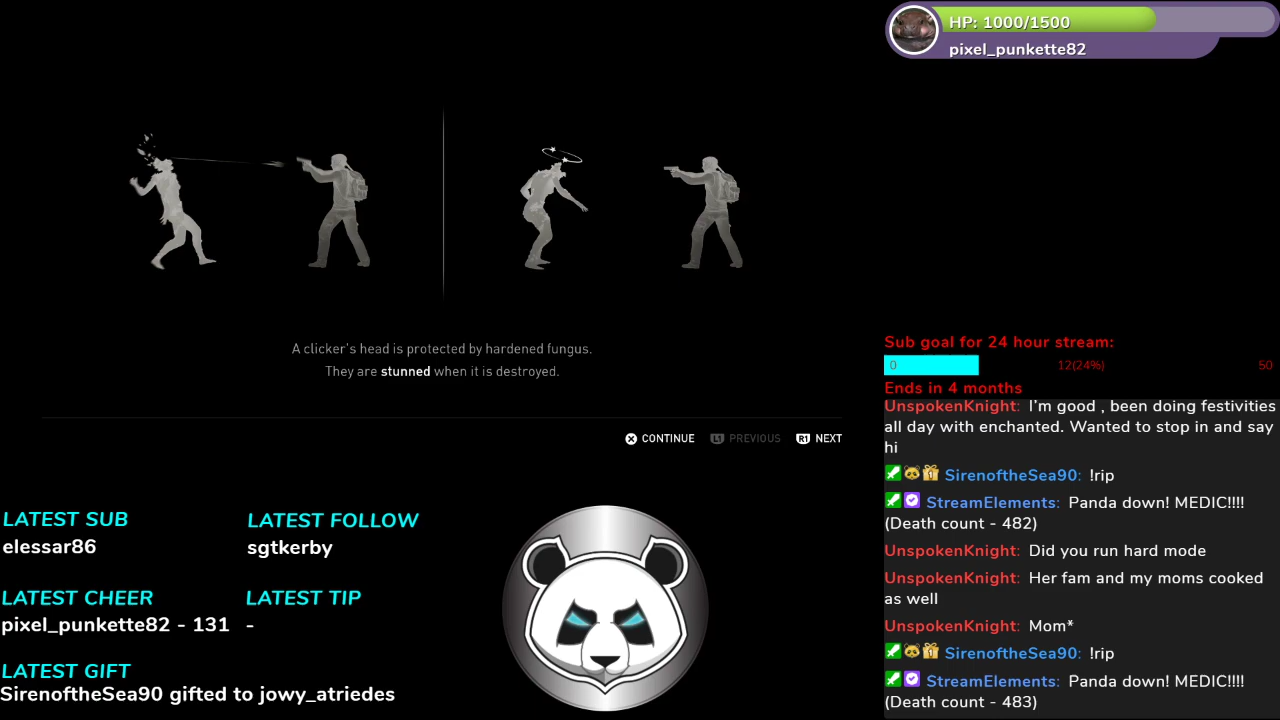 HP: 1000/1500
pixel_punkette82
A clicker's head is protected by hardened fungus.
They are stunned when it is destroyed.
CONTINUE L1 PREVIOUS R1 NEXT
LATEST SUB
elessar86
LATEST FOLLOW
sgtkerby
LATEST CHEER
pixel_punkette82 - 131
LATEST TIP
-
LATEST GIFT
SirenoftheSea90 gifted to jowy_atriedes
Sub goal for 24 hour stream:
0 12(24%) 50
Ends in 4 months
UnspokenKnight: I'm good , been doing festivities
all day with enchanted. Wanted to stop in and say
hi
SirenoftheSea90: !rip
StreamElements: Panda down! MEDIC!!!!
(Death count - 482)
UnspokenKnight: Did you run hard mode
UnspokenKnight: Her fam and my moms cooked
as well
UnspokenKnight: Mom*
SirenoftheSea90: !rip
StreamElements: Panda down! MEDIC!!!!
(Death count - 483)